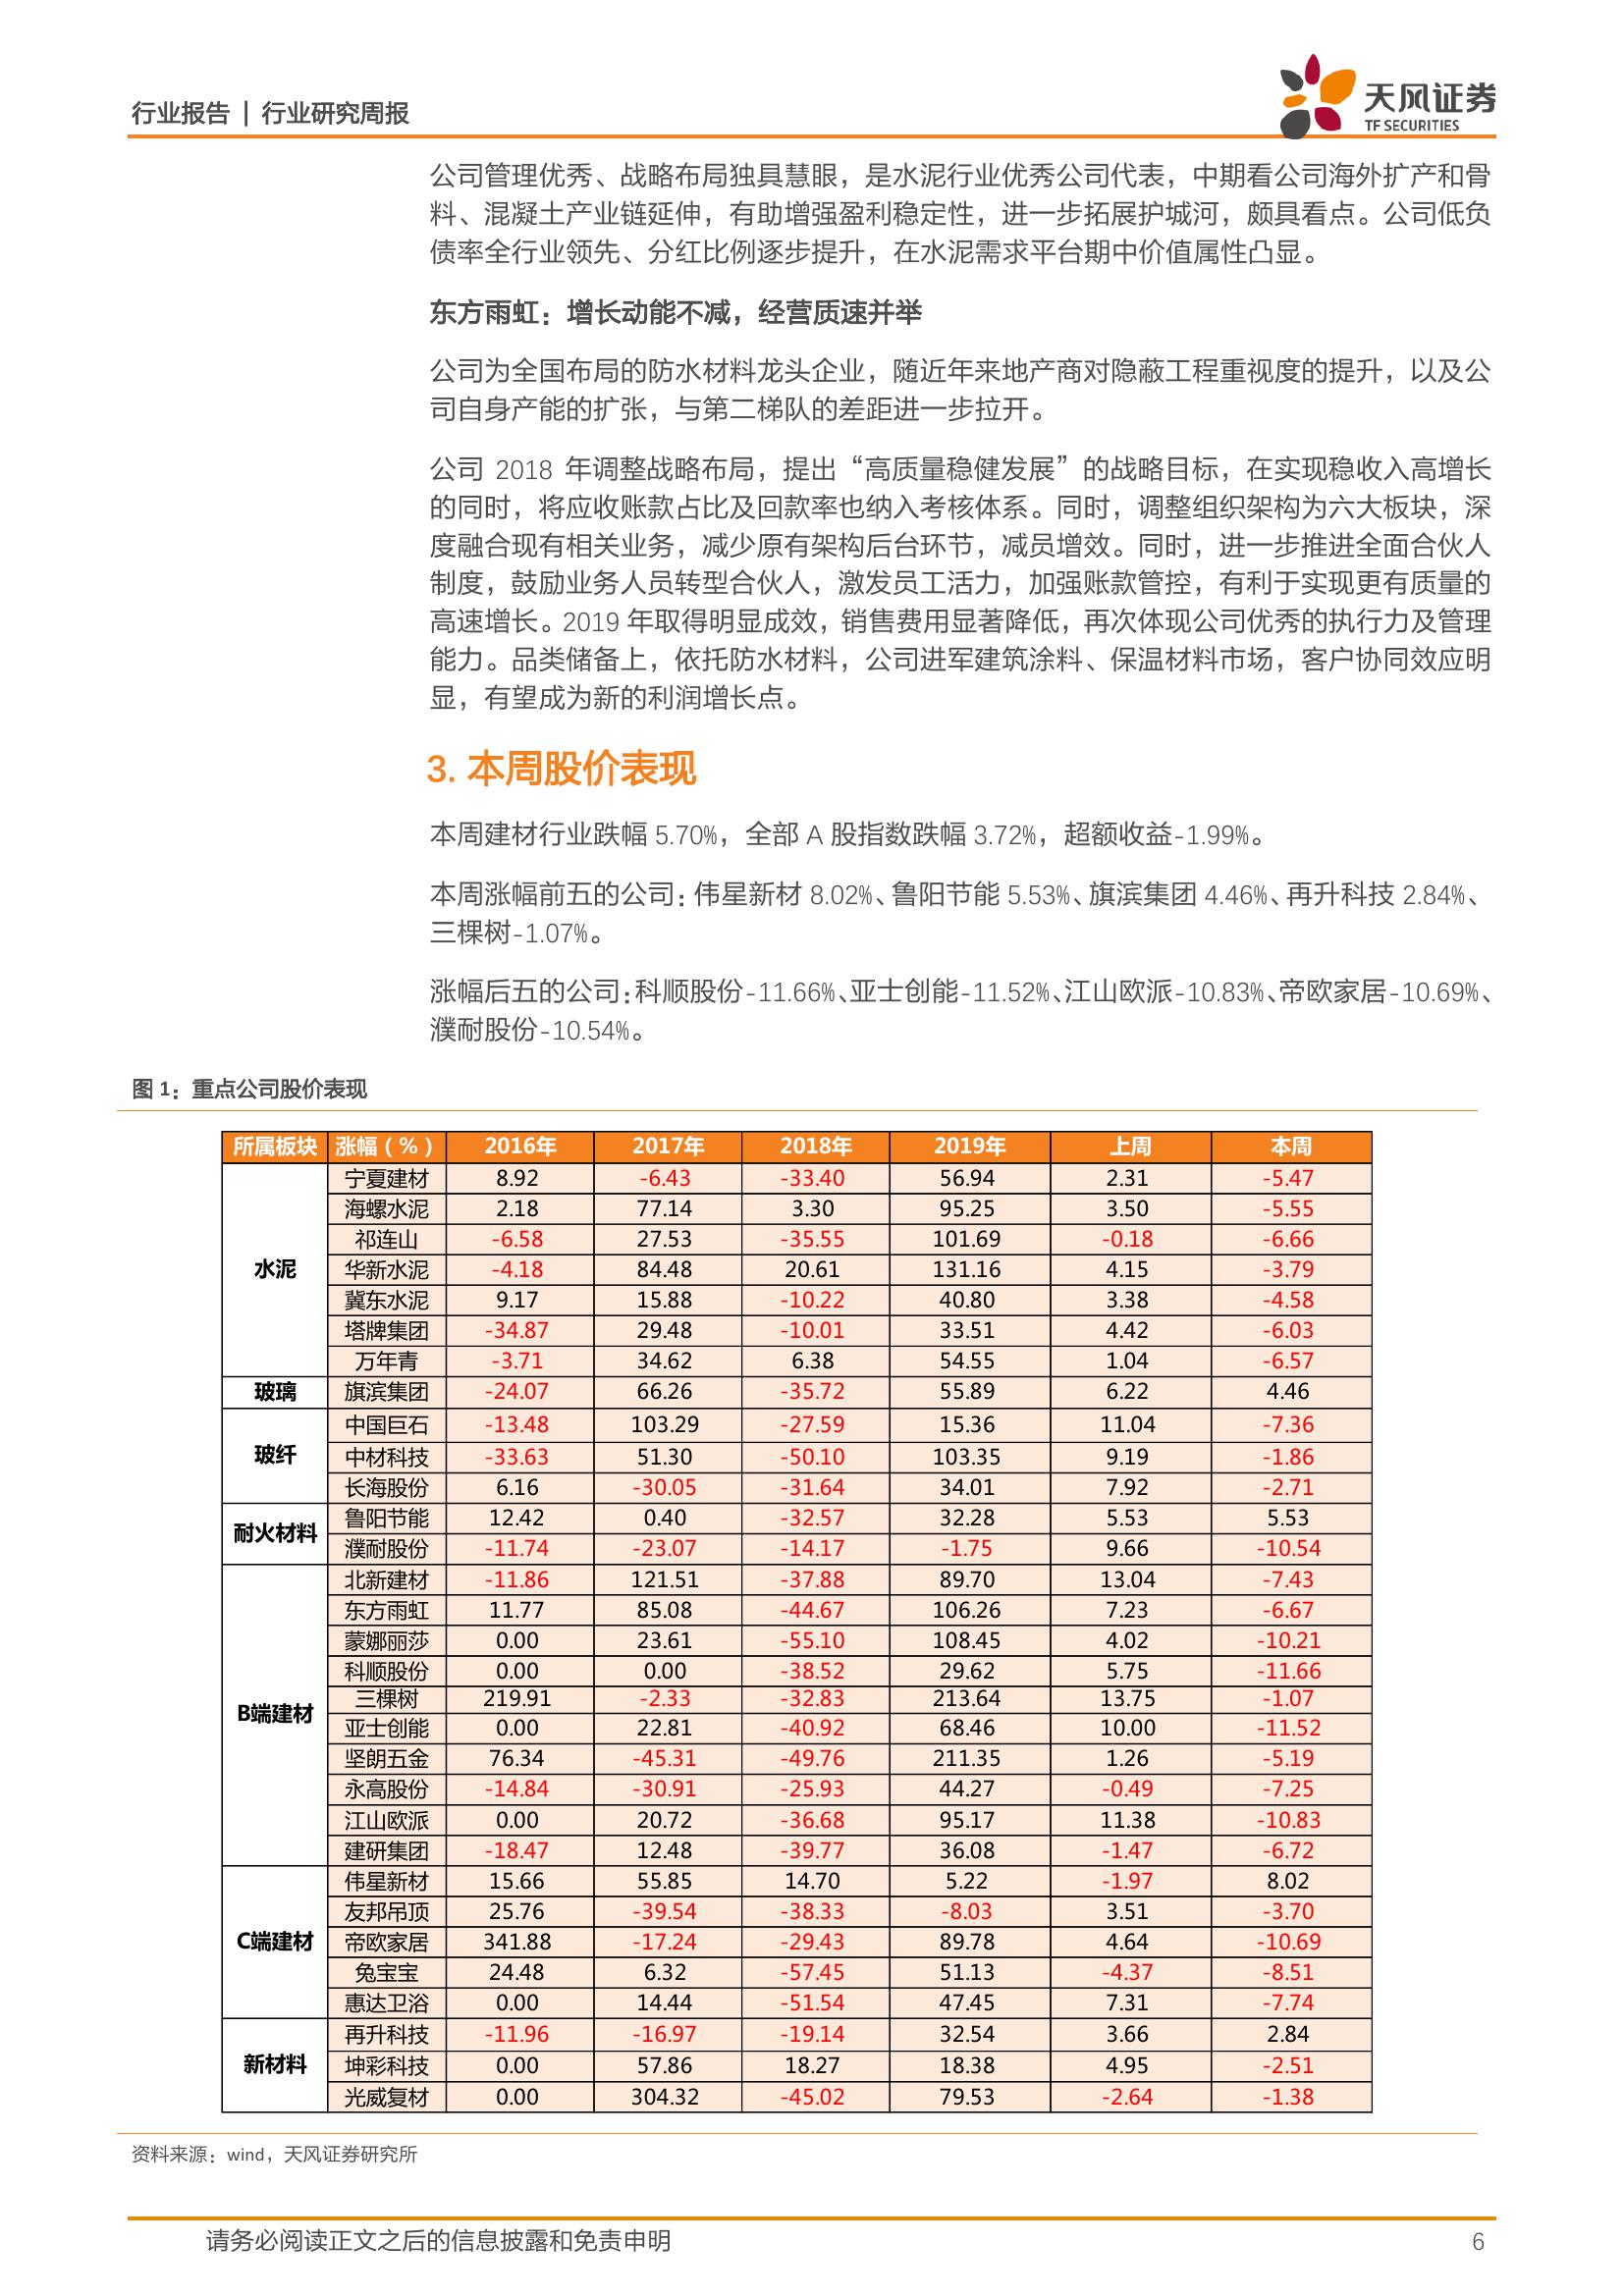 行业报告 | 行业研究周报
天风证券
TF SECURITIES
公司管理优秀、战略布局独具慧眼，是水泥行业优秀公司代表，中期看公司海外扩产和骨
料、混凝土产业链延伸，有助增强盈利稳定性，进一步拓展护城河，颇具看点。公司低负
债率全行业领先、分红比例逐步提升，在水泥需求平台期中价值属性凸显。
东方雨虹：增长动能不减，经营质速并举
公司为全国布局的防水材料龙头企业，随近年来地产商对隐蔽工程重视度的提升，以及公
司自身产能的扩张，与第二梯队的差距进一步拉开。
公司 2018 年调整战略布局，提出“高质量稳健发展”的战略目标，在实现稳收入高增长
的同时，将应收账款占比及回款率也纳入考核体系。同时，调整组织架构为六大板块，深
度融合现有相关业务，减少原有架构后台环节，减员增效。同时，进一步推进全面合伙人
制度，鼓励业务人员转型合伙人，激发员工活力，加强账款管控，有利于实现更有质量的
高速增长。2019 年取得明显成效，销售费用显著降低，再次体现公司优秀的执行力及管理
能力。品类储备上，依托防水材料，公司进军建筑涂料、保温材料市场，客户协同效应明
显，有望成为新的利润增长点。
3. 本周股价表现
本周建材行业跌幅 5.70%，全部 A 股指数跌幅 3.72%，超额收益-1.99%。
本周涨幅前五的公司：伟星新材 8.02%、鲁阳节能 5.53%、旗滨集团 4.46%、再升科技 2.84%、
三棵树-1.07%。
涨幅后五的公司：科顺股份-11.66%、亚士创能-11.52%、江山欧派-10.83%、帝欧家居-10.69%、
濮耐股份-10.54%。
图 1：重点公司股价表现
所属板块 涨幅（%） 2016年 2017年 2018年 2019年 上周 本周
水泥 宁夏建材 8.92 -6.43 -33.40 56.94 2.31 -5.47
海螺水泥 2.18 77.14 3.30 95.25 3.50 -5.55
祁连山 -6.58 27.53 -35.55 101.69 -0.18 -6.66
华新水泥 -4.18 84.48 20.61 131.16 4.15 -3.79
冀东水泥 9.17 15.88 -10.22 40.80 3.38 -4.58
塔牌集团 -34.87 29.48 -10.01 33.51 4.42 -6.03
万年青 -3.71 34.62 6.38 54.55 1.04 -6.57
玻璃 旗滨集团 -24.07 66.26 -35.72 55.89 6.22 4.46
玻纤 中国巨石 -13.48 103.29 -27.59 15.36 11.04 -7.36
中材科技 -33.63 51.30 -50.10 103.35 9.19 -1.86
长海股份 6.16 -30.05 -31.64 34.01 7.92 -2.71
耐火材料 鲁阳节能 12.42 0.40 -32.57 32.28 5.53 5.53
濮耐股份 -11.74 -23.07 -14.17 -1.75 9.66 -10.54
B端建材 北新建材 -11.86 121.51 -37.88 89.70 13.04 -7.43
东方雨虹 11.77 85.08 -44.67 106.26 7.23 -6.67
蒙娜丽莎 0.00 23.61 -55.10 108.45 4.02 -10.21
科顺股份 0.00 0.00 -38.52 29.62 5.75 -11.66
三棵树 219.91 -2.33 -32.83 213.64 13.75 -1.07
亚士创能 0.00 22.81 -40.92 68.46 10.00 -11.52
坚朗五金 76.34 -45.31 -49.76 211.35 1.26 -5.19
永高股份 -14.84 -30.91 -25.93 44.27 -0.49 -7.25
江山欧派 0.00 20.72 -36.68 95.17 11.38 -10.83
建研集团 -18.47 12.48 -39.77 36.08 -1.47 -6.72
C端建材 伟星新材 15.66 55.85 14.70 5.22 -1.97 8.02
友邦吊顶 25.76 -39.54 -38.33 -8.03 3.51 -3.70
帝欧家居 341.88 -17.24 -29.43 89.78 4.64 -10.69
兔宝宝 24.48 6.32 -57.45 51.13 -4.37 -8.51
惠达卫浴 0.00 14.44 -51.54 47.45 7.31 -7.74
新材料 再升科技 -11.96 -16.97 -19.14 32.54 3.66 2.84
坤彩科技 0.00 57.86 18.27 18.38 4.95 -2.51
光威复材 0.00 304.32 -45.02 79.53 -2.64 -1.38
资料来源：wind，天风证券研究所
请务必阅读正文之后的信息披露和免责申明
6